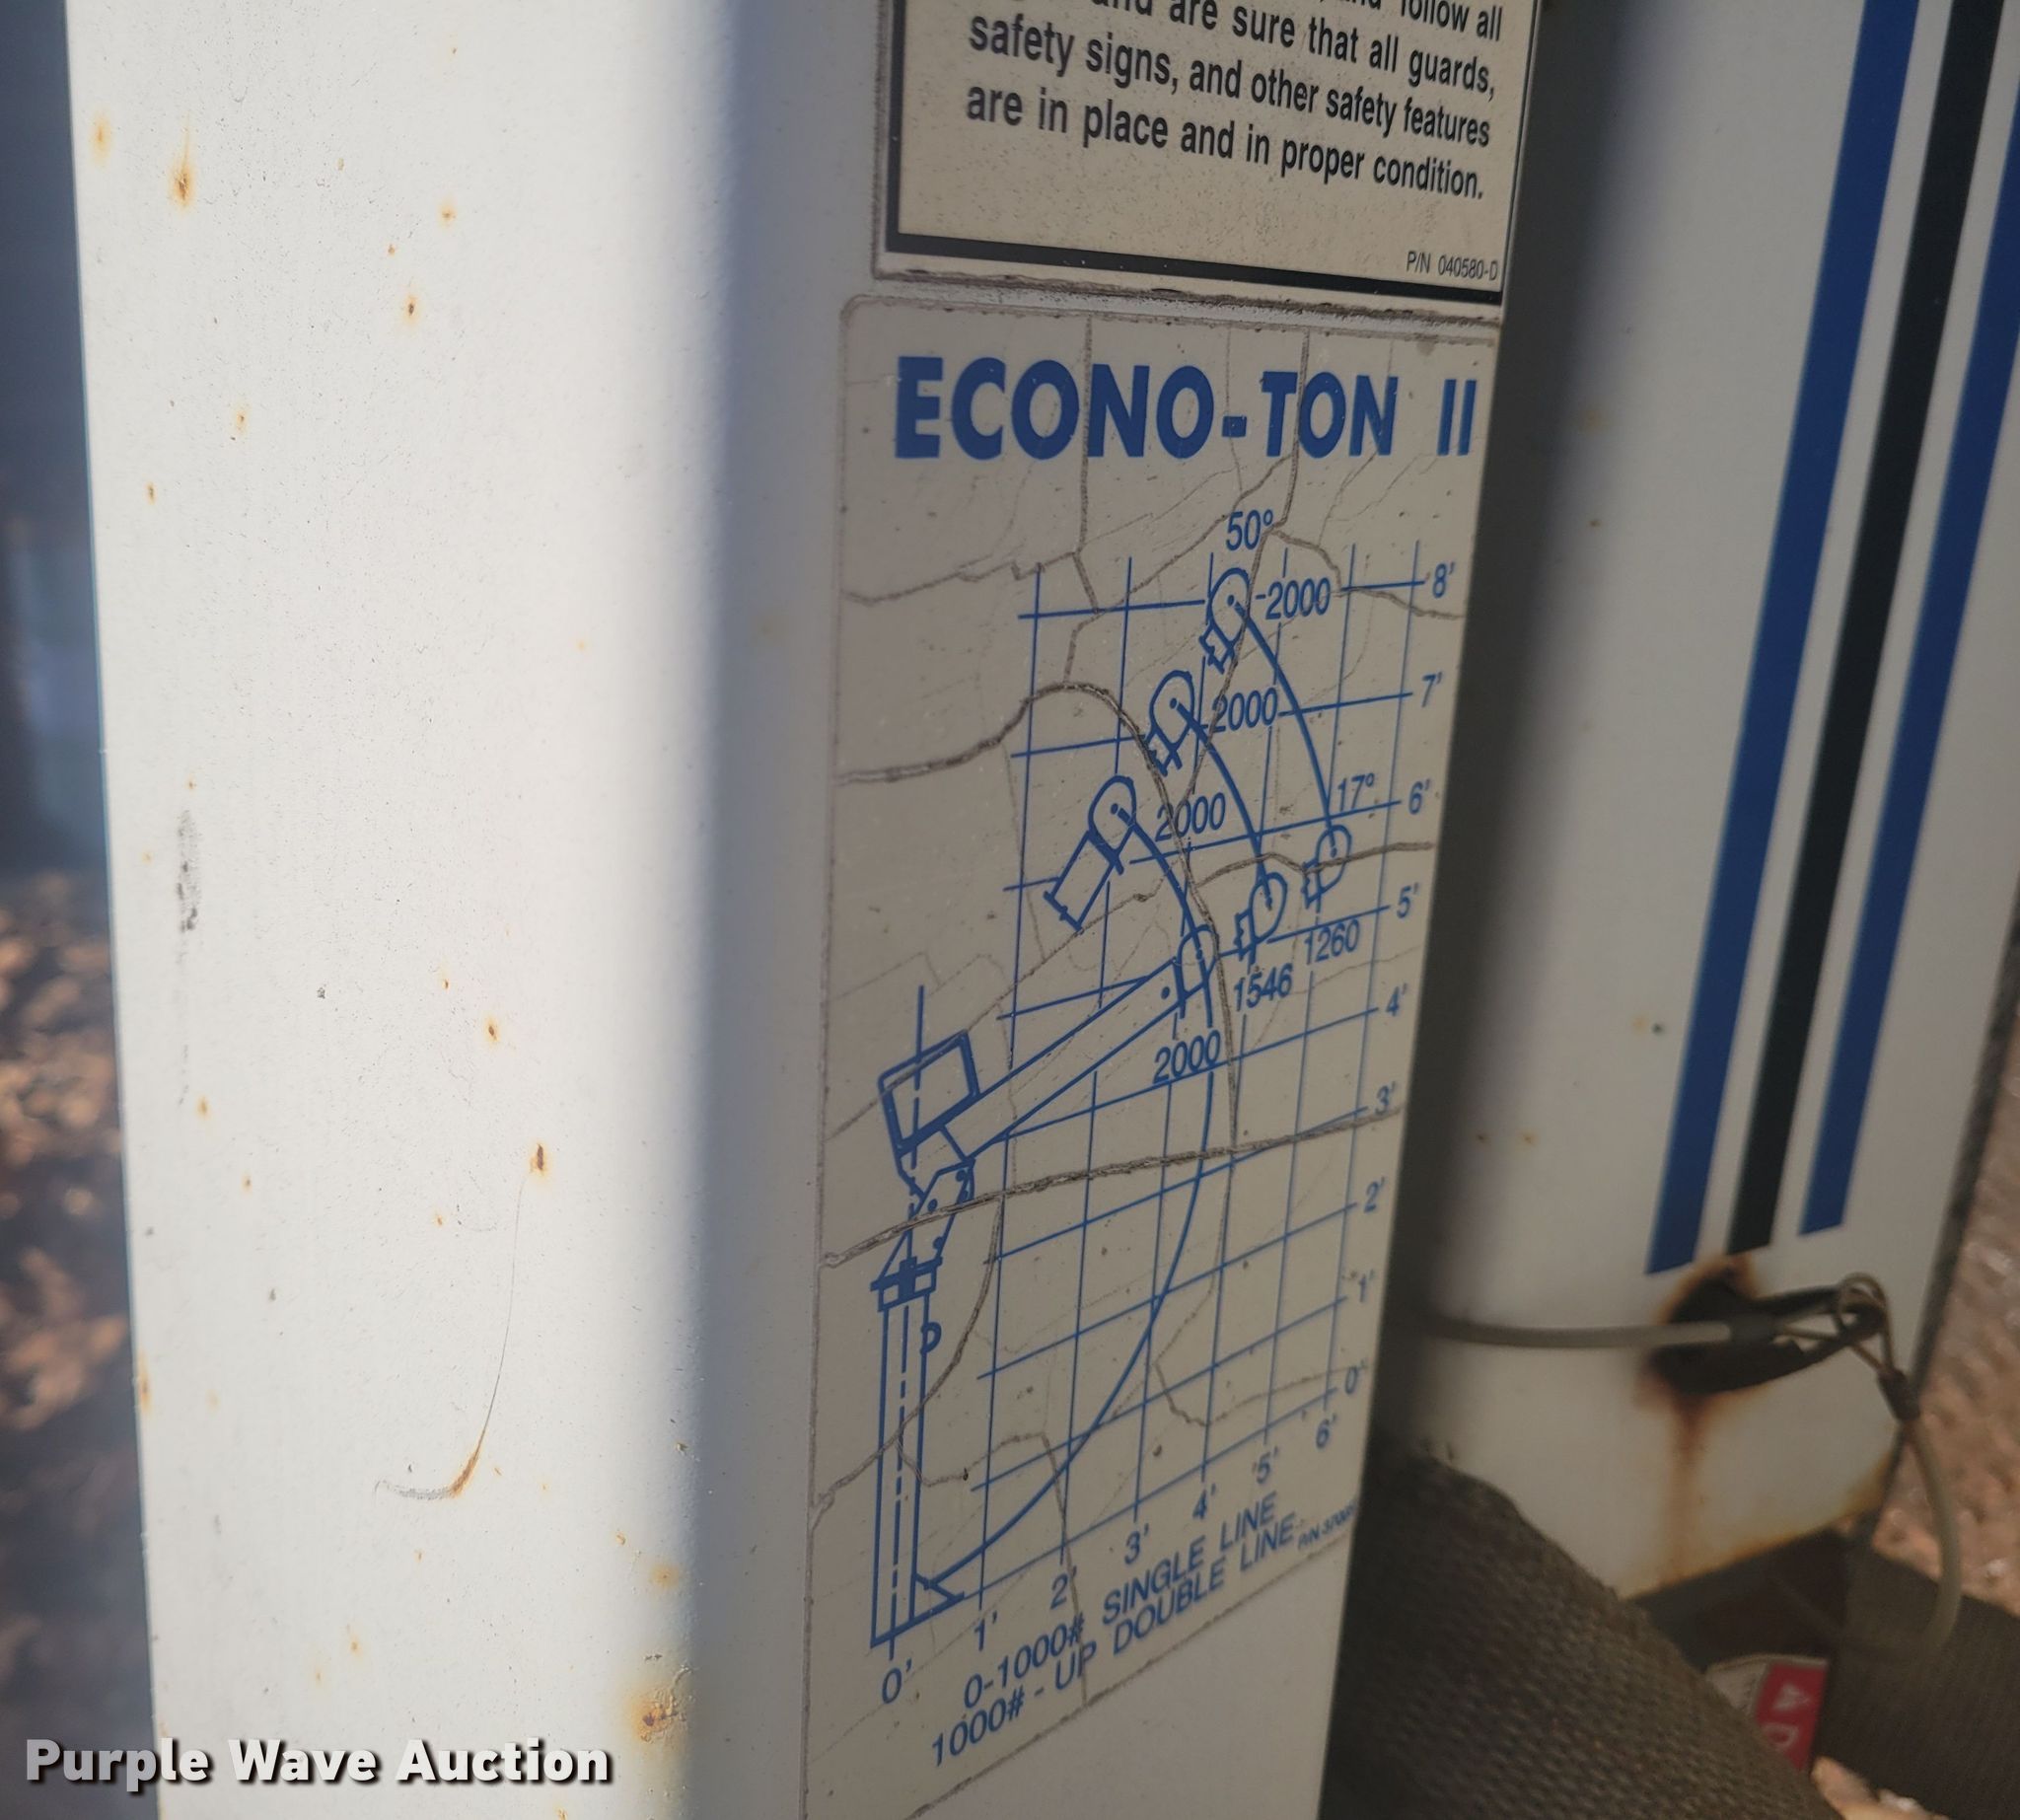 and are follow all
are sure that all guards,
safety signs, and other safety features
are in place and in proper condition.
P/N 040580-D
ECONO-TON II
50°
8'
-2000
7'
2000
17°
6'
2000
5'
1260
1546
4'
2000
3'
2'
1'
0'
6'
5'
4'
3'
2'
1'
0'
0-1000# SINGLE LINE
1000# - UP DOUBLE LINE
Purple Wave Auction